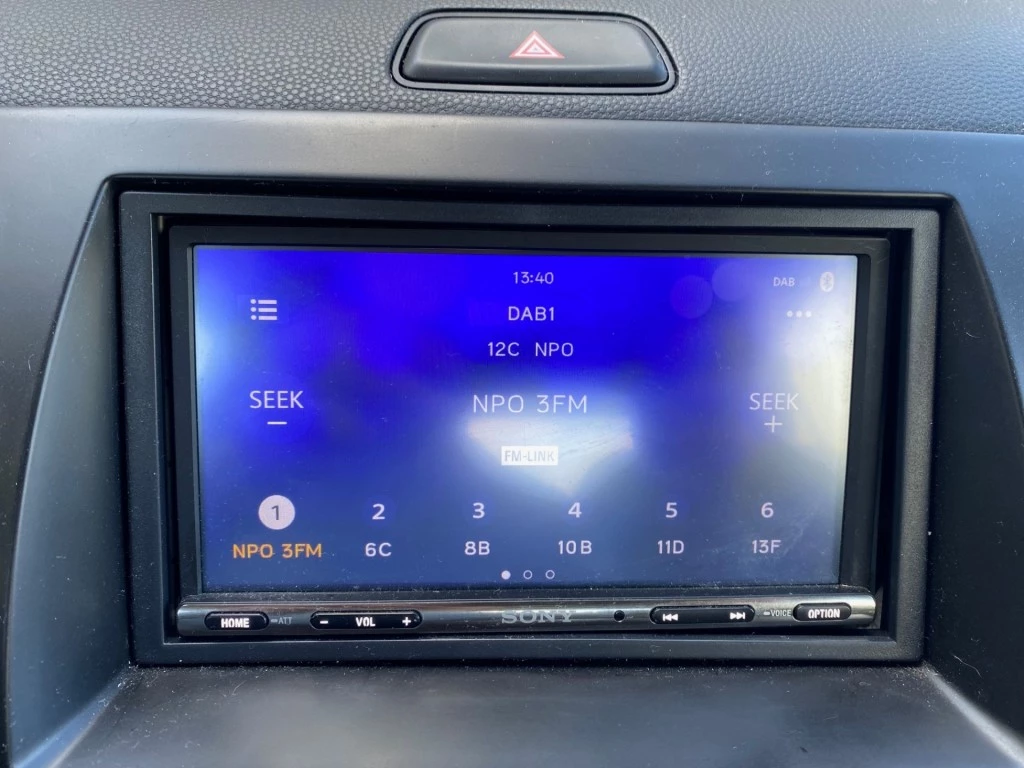 13:40
DAB
DAB1
12C NPO
SEEK
−
NPO 3FM
SEEK
+
FM-LINK
1 2 3 4 5 6
NPO 3FM 6C 8B 10B 11D 13F
HOME ATT − VOL + SONY VOICE OPTION